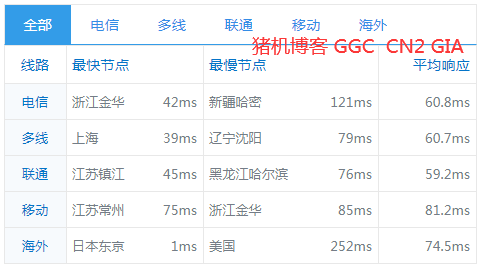 全部 电信 多线 联通 移动 海外
猪机博客 GGC CN2 GIA
线路 最快节点 最慢节点 平均响应
电信 浙江金华 42ms 新疆哈密 121ms 60.8ms
多线 上海 39ms 辽宁沈阳 79ms 60.7ms
联通 江苏镇江 45ms 黑龙江哈尔滨 76ms 59.2ms
移动 江苏常州 75ms 浙江金华 85ms 81.2ms
海外 日本东京 1ms 美国 252ms 74.5ms